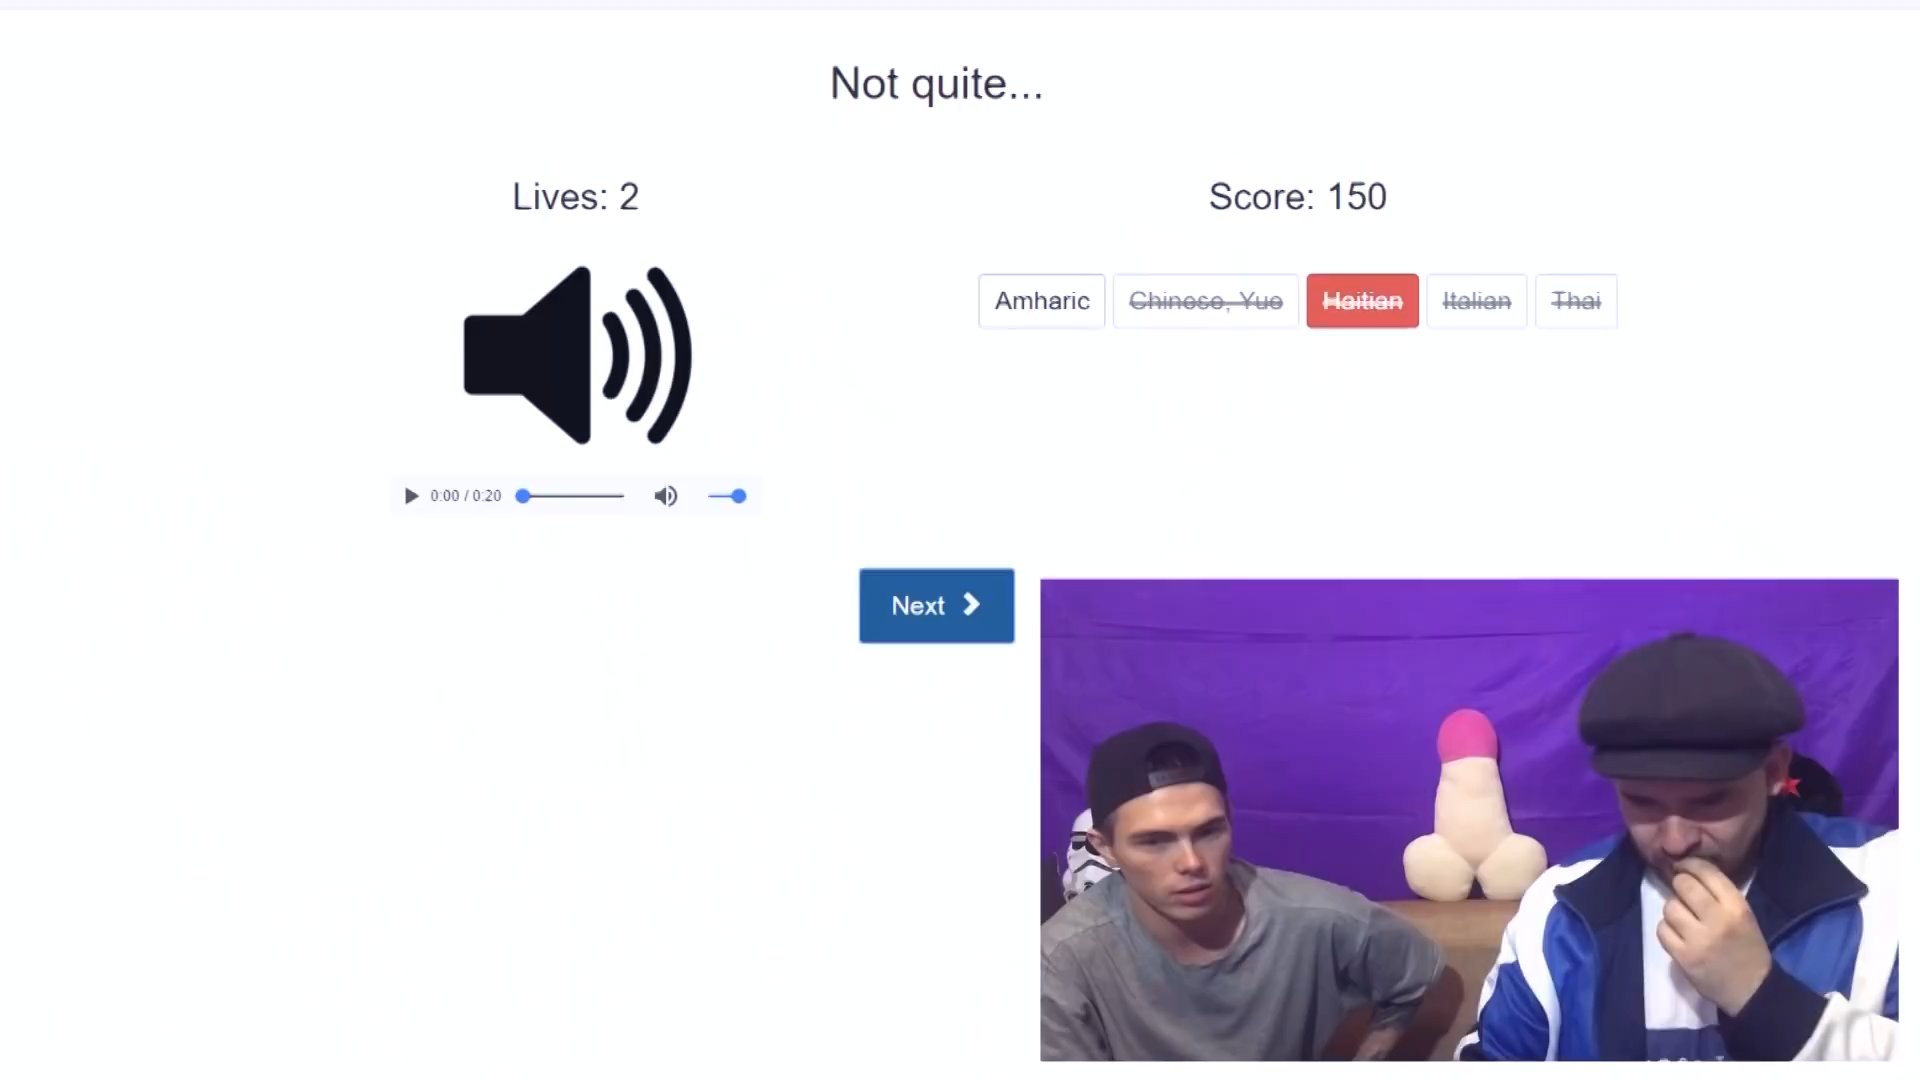 Not quite...
Lives: 2
Score: 150
Amharic
Chinese, Yue
Haitian
Italian
Thai
0:00 / 0:20
Next